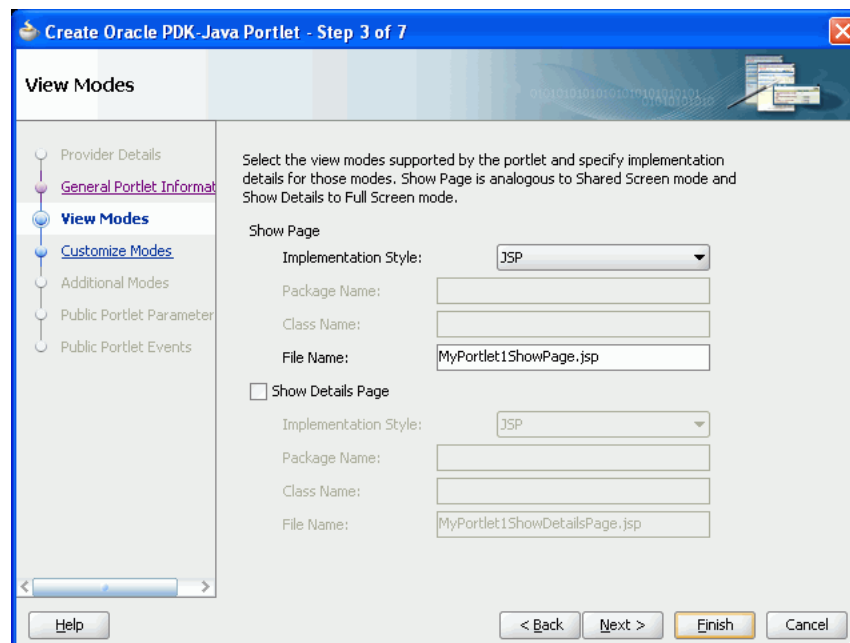 Create Oracle PDK-Java Portlet - Step 3 of 7
View Modes
Provider Details
General Portlet Informat
View Modes
Customize Modes
Additional Modes
Public Portlet Parameter
Public Portlet Events
Select the view modes supported by the portlet and specify implementation
details for those modes. Show Page is analogous to Shared Screen mode and
Show Details to Full Screen mode.
Show Page
Implementation Style: JSP
Package Name:
Class Name:
File Name: MyPortlet1ShowPage.jsp
Show Details Page
Implementation Style: JSP
Package Name:
Class Name:
File Name: MyPortlet1ShowDetailsPage.jsp
Help < Back Next > Finish Cancel